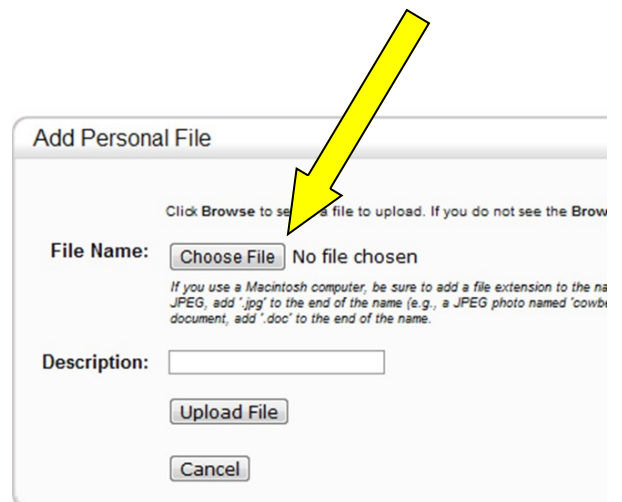 Add Personal File
Click Browse to a file to upload. If you do not see the Brow
File Name: Choose File No file chosen
If you use a Macintosh computer, be sure to add a file extension to the na
JPEG, add '.jpg' to the end of the name (e.g., a JPEG photo named 'cowbe
document, add '.doc' to the end of the name.
Description:
Upload File
Cancel